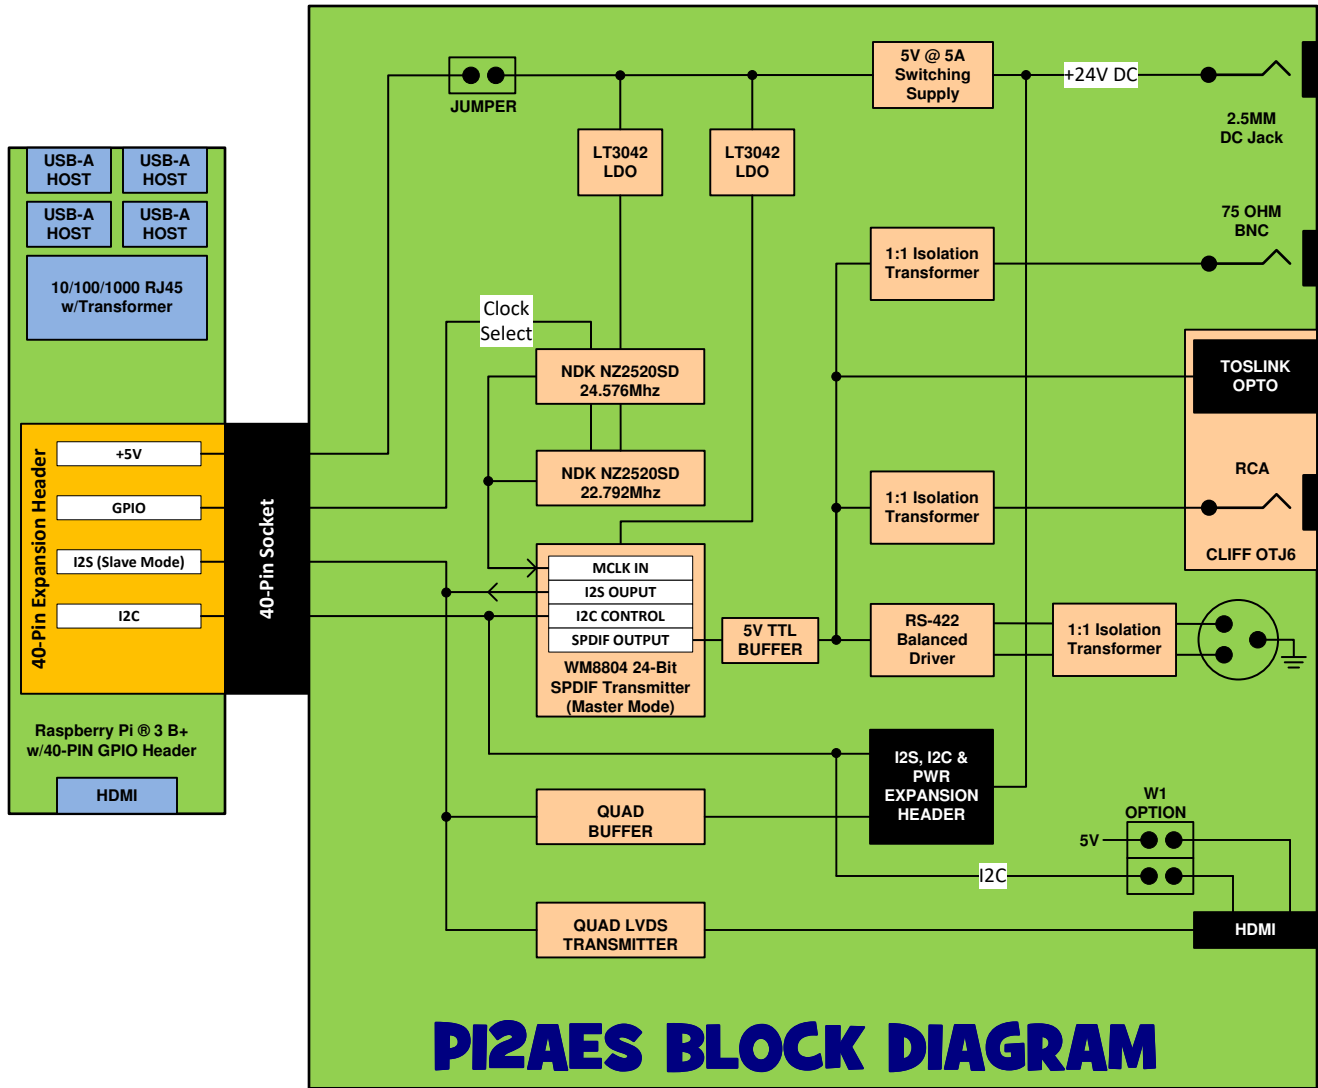 5V @ 5A
Switching
Supply
+24V DC
JUMPER
2.5MM
DC Jack
LT3042
LDO
LT3042
LDO
USB-A
HOST
USB-A
HOST
USB-A
HOST
USB-A
HOST
10/100/1000 RJ45
w/Transformer
75 OHM
BNC
1:1 Isolation
Transformer
Clock
Select
NDK NZ2520SD
24.576Mhz
TOSLINK
OPTO
NDK NZ2520SD
22.792Mhz
1:1 Isolation
Transformer
RCA
CLIFF OTJ6
40-Pin Expansion Header
+5V
GPIO
I2S (Slave Mode)
I2C
40-Pin Socket
MCLK IN
I2S OUPUT
I2C CONTROL
SPDIF OUTPUT
WM8804 24-Bit
SPDIF Transmitter
(Master Mode)
5V TTL
BUFFER
RS-422
Balanced
Driver
1:1 Isolation
Transformer
Raspberry Pi ® 3 B+
w/40-PIN GPIO Header
HDMI
I2S, I2C &
PWR
EXPANSION
HEADER
QUAD
BUFFER
W1
OPTION
5V
I2C
QUAD LVDS
TRANSMITTER
HDMI
PI2AES BLOCK DIAGRAM